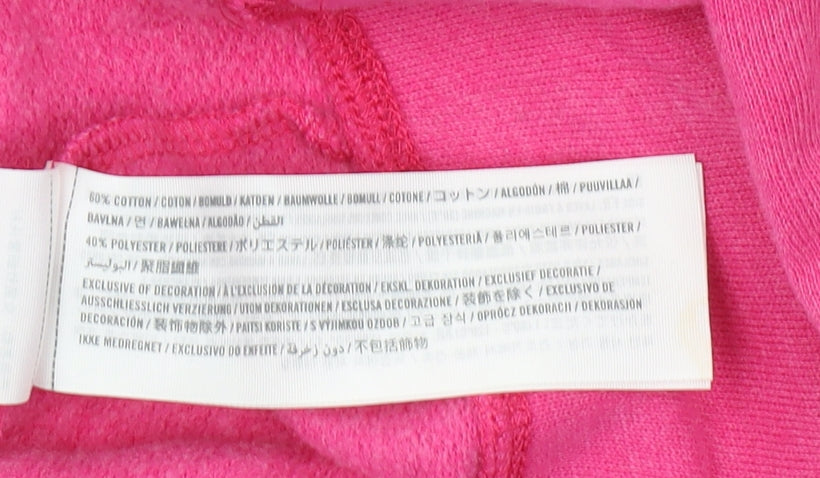 60% COTTON / COTON / BOMULD / KATOEN / BAUMWOLLE / BOMULL / COTONE / コットン / ALGODÓN / 棉 / PUUVILLAA /
BAVLNA / 면 / BAWEŁNA / ALGODÃO / القطن
40% POLYESTER / POLIESTERE / ポリエステル / POLIÉSTER / 涤纶 / POLYESTERIÄ / 폴리에스테르 / POLIESTER /
البوليستر / 聚脂纖維
EXCLUSIVE OF DECORATION / À L'EXCLUSION DE LA DÉCORATION / EKSKL. DEKORATION / EXCLUSIEF DECORATIE /
AUSSCHLIESSLICH VERZIERUNG / UTOM DEKORATIONEN / ESCLUSA DECORAZIONE / 装飾を除く / EXCLUSIVO DE
DECORACIÓN / 装饰物除外 / PAITSI KORISTE / S VÝJIMKOU OZDOB / 고급 장식 / OPRÓCZ DEKORACJI / DEKORASJON
IKKE MEDREGNET / EXCLUSIVO DO ENFEITE / دون زخرفة / 不包括飾物